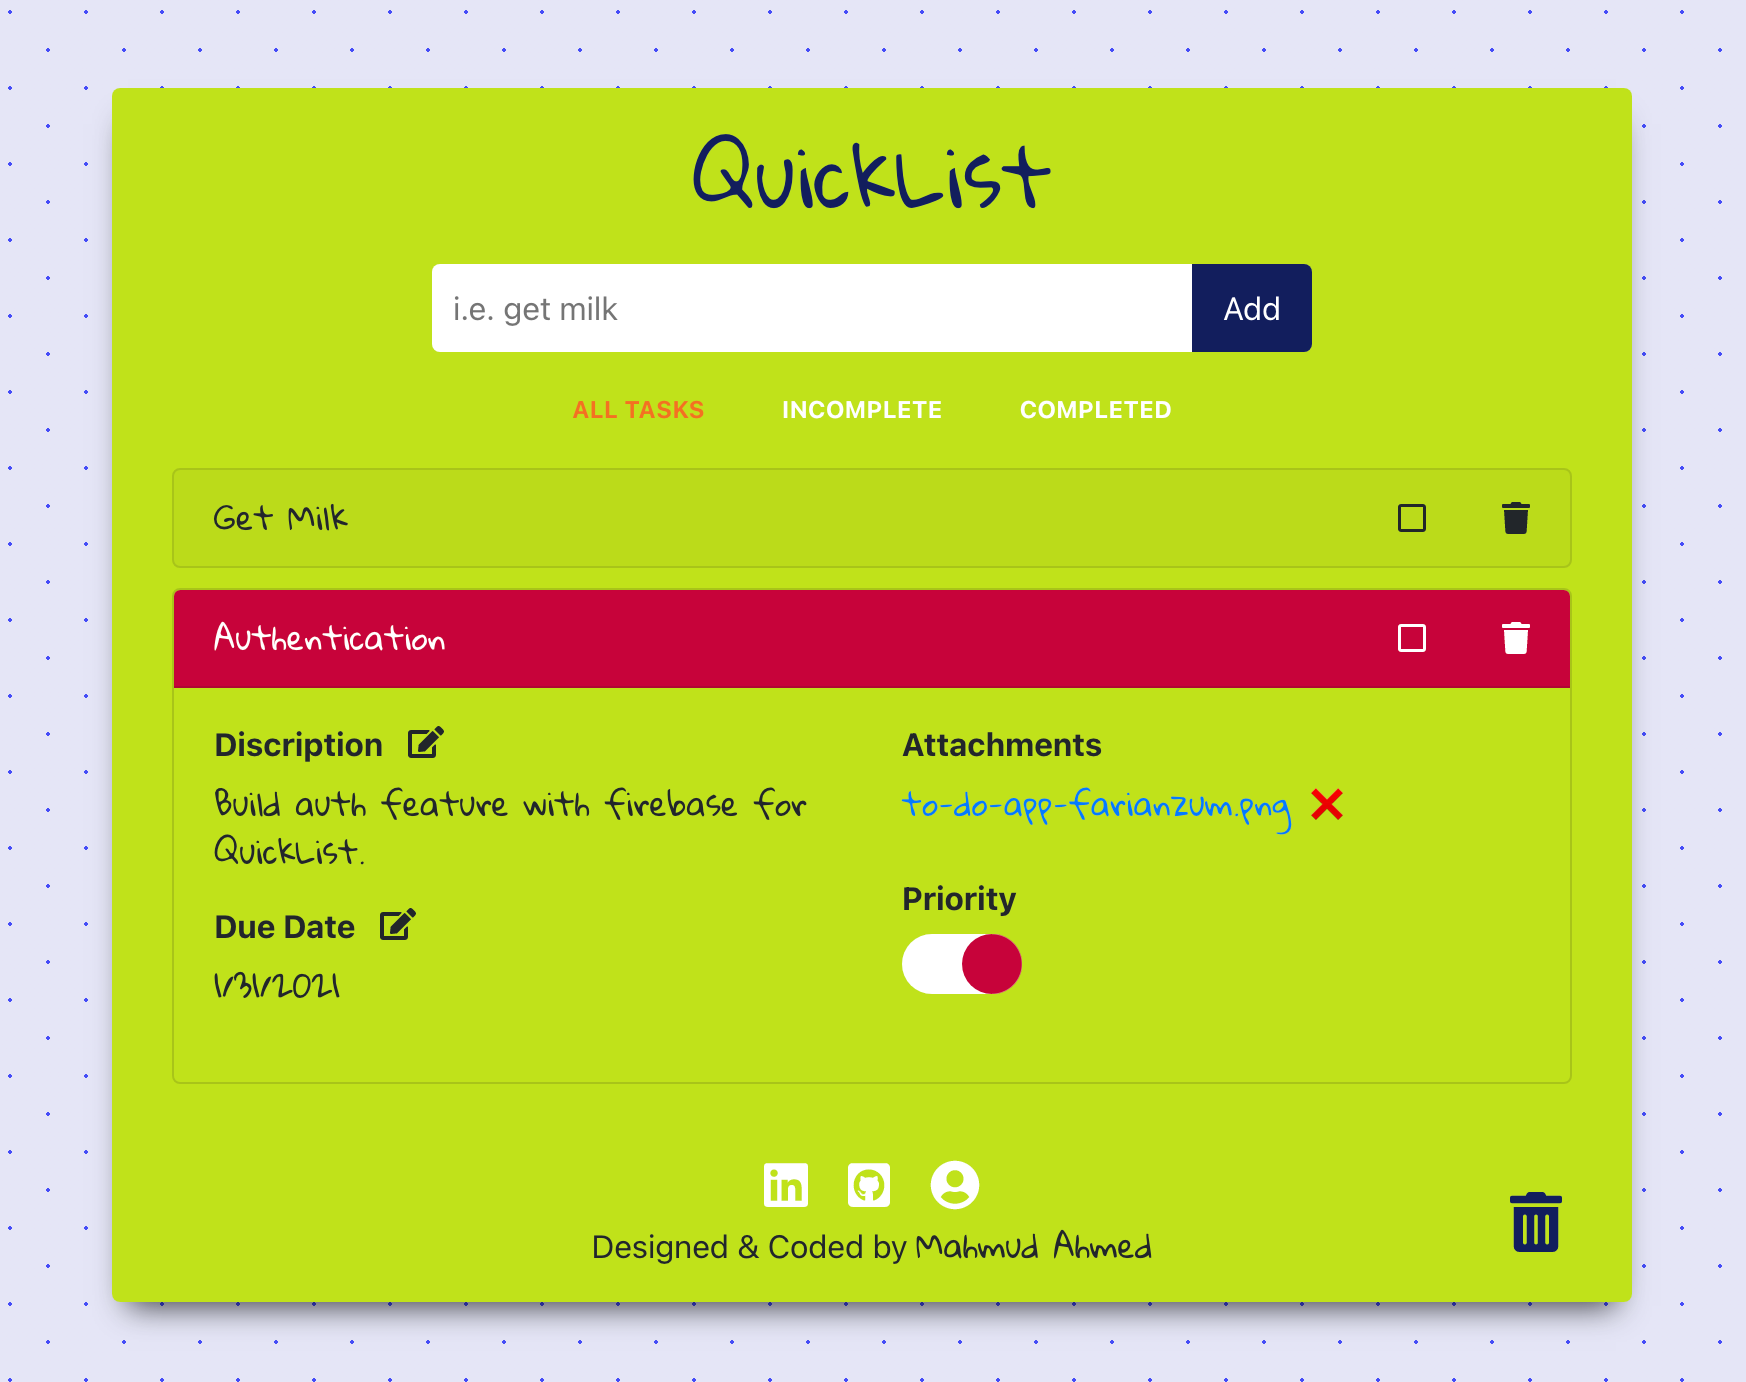 QuickList
i.e. get milk
Add
ALL TASKS
INCOMPLETE
COMPLETED
Get Milk
Authentication
Discription
Build auth feature with firebase for
QuickList.
Due Date
1/31/2021
Attachments
to-do-app-farianzum.png
Priority
in
Designed & Coded by Mahmud Ahmed